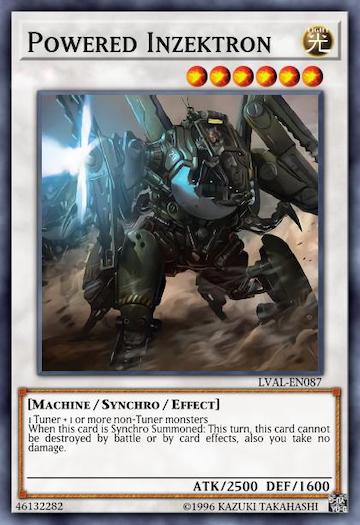 POWERED INZEKTRON
LIGHT
光
LVAL-EN087
[MACHINE / SYNCHRO / EFFECT]
1 Tuner + 1 or more non-Tuner monsters
When this card is Synchro Summoned: This turn, this card cannot
be destroyed by battle or by card effects, also you take no
damage.
ATK/2500 DEF/1600
46132282
©1996 KAZUKI TAKAHASHI